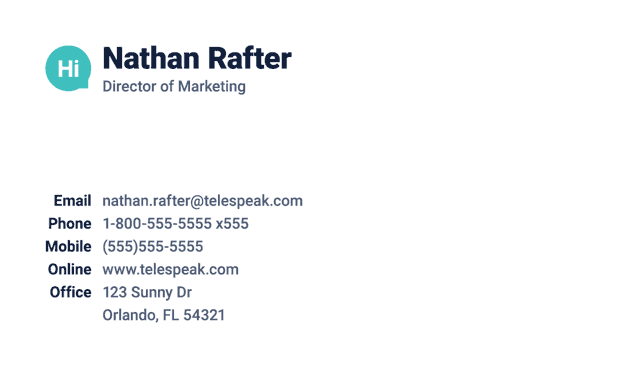 Hi
Nathan Rafter
Director of Marketing
Email nathan.rafter@telespeak.com
Phone 1-800-555-5555 x555
Mobile (555)555-5555
Online www.telespeak.com
Office 123 Sunny Dr
Orlando, FL 54321